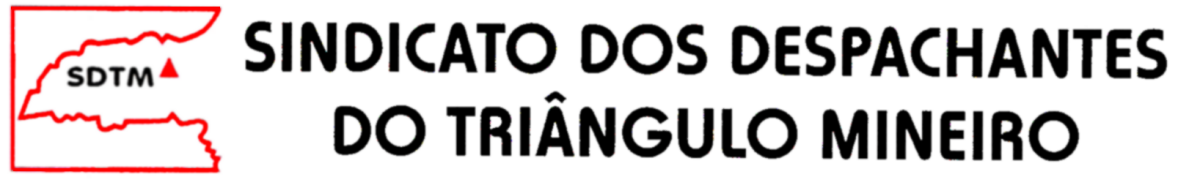 SDTM
SINDICATO DOS DESPACHANTES
DO TRIÂNGULO MINEIRO